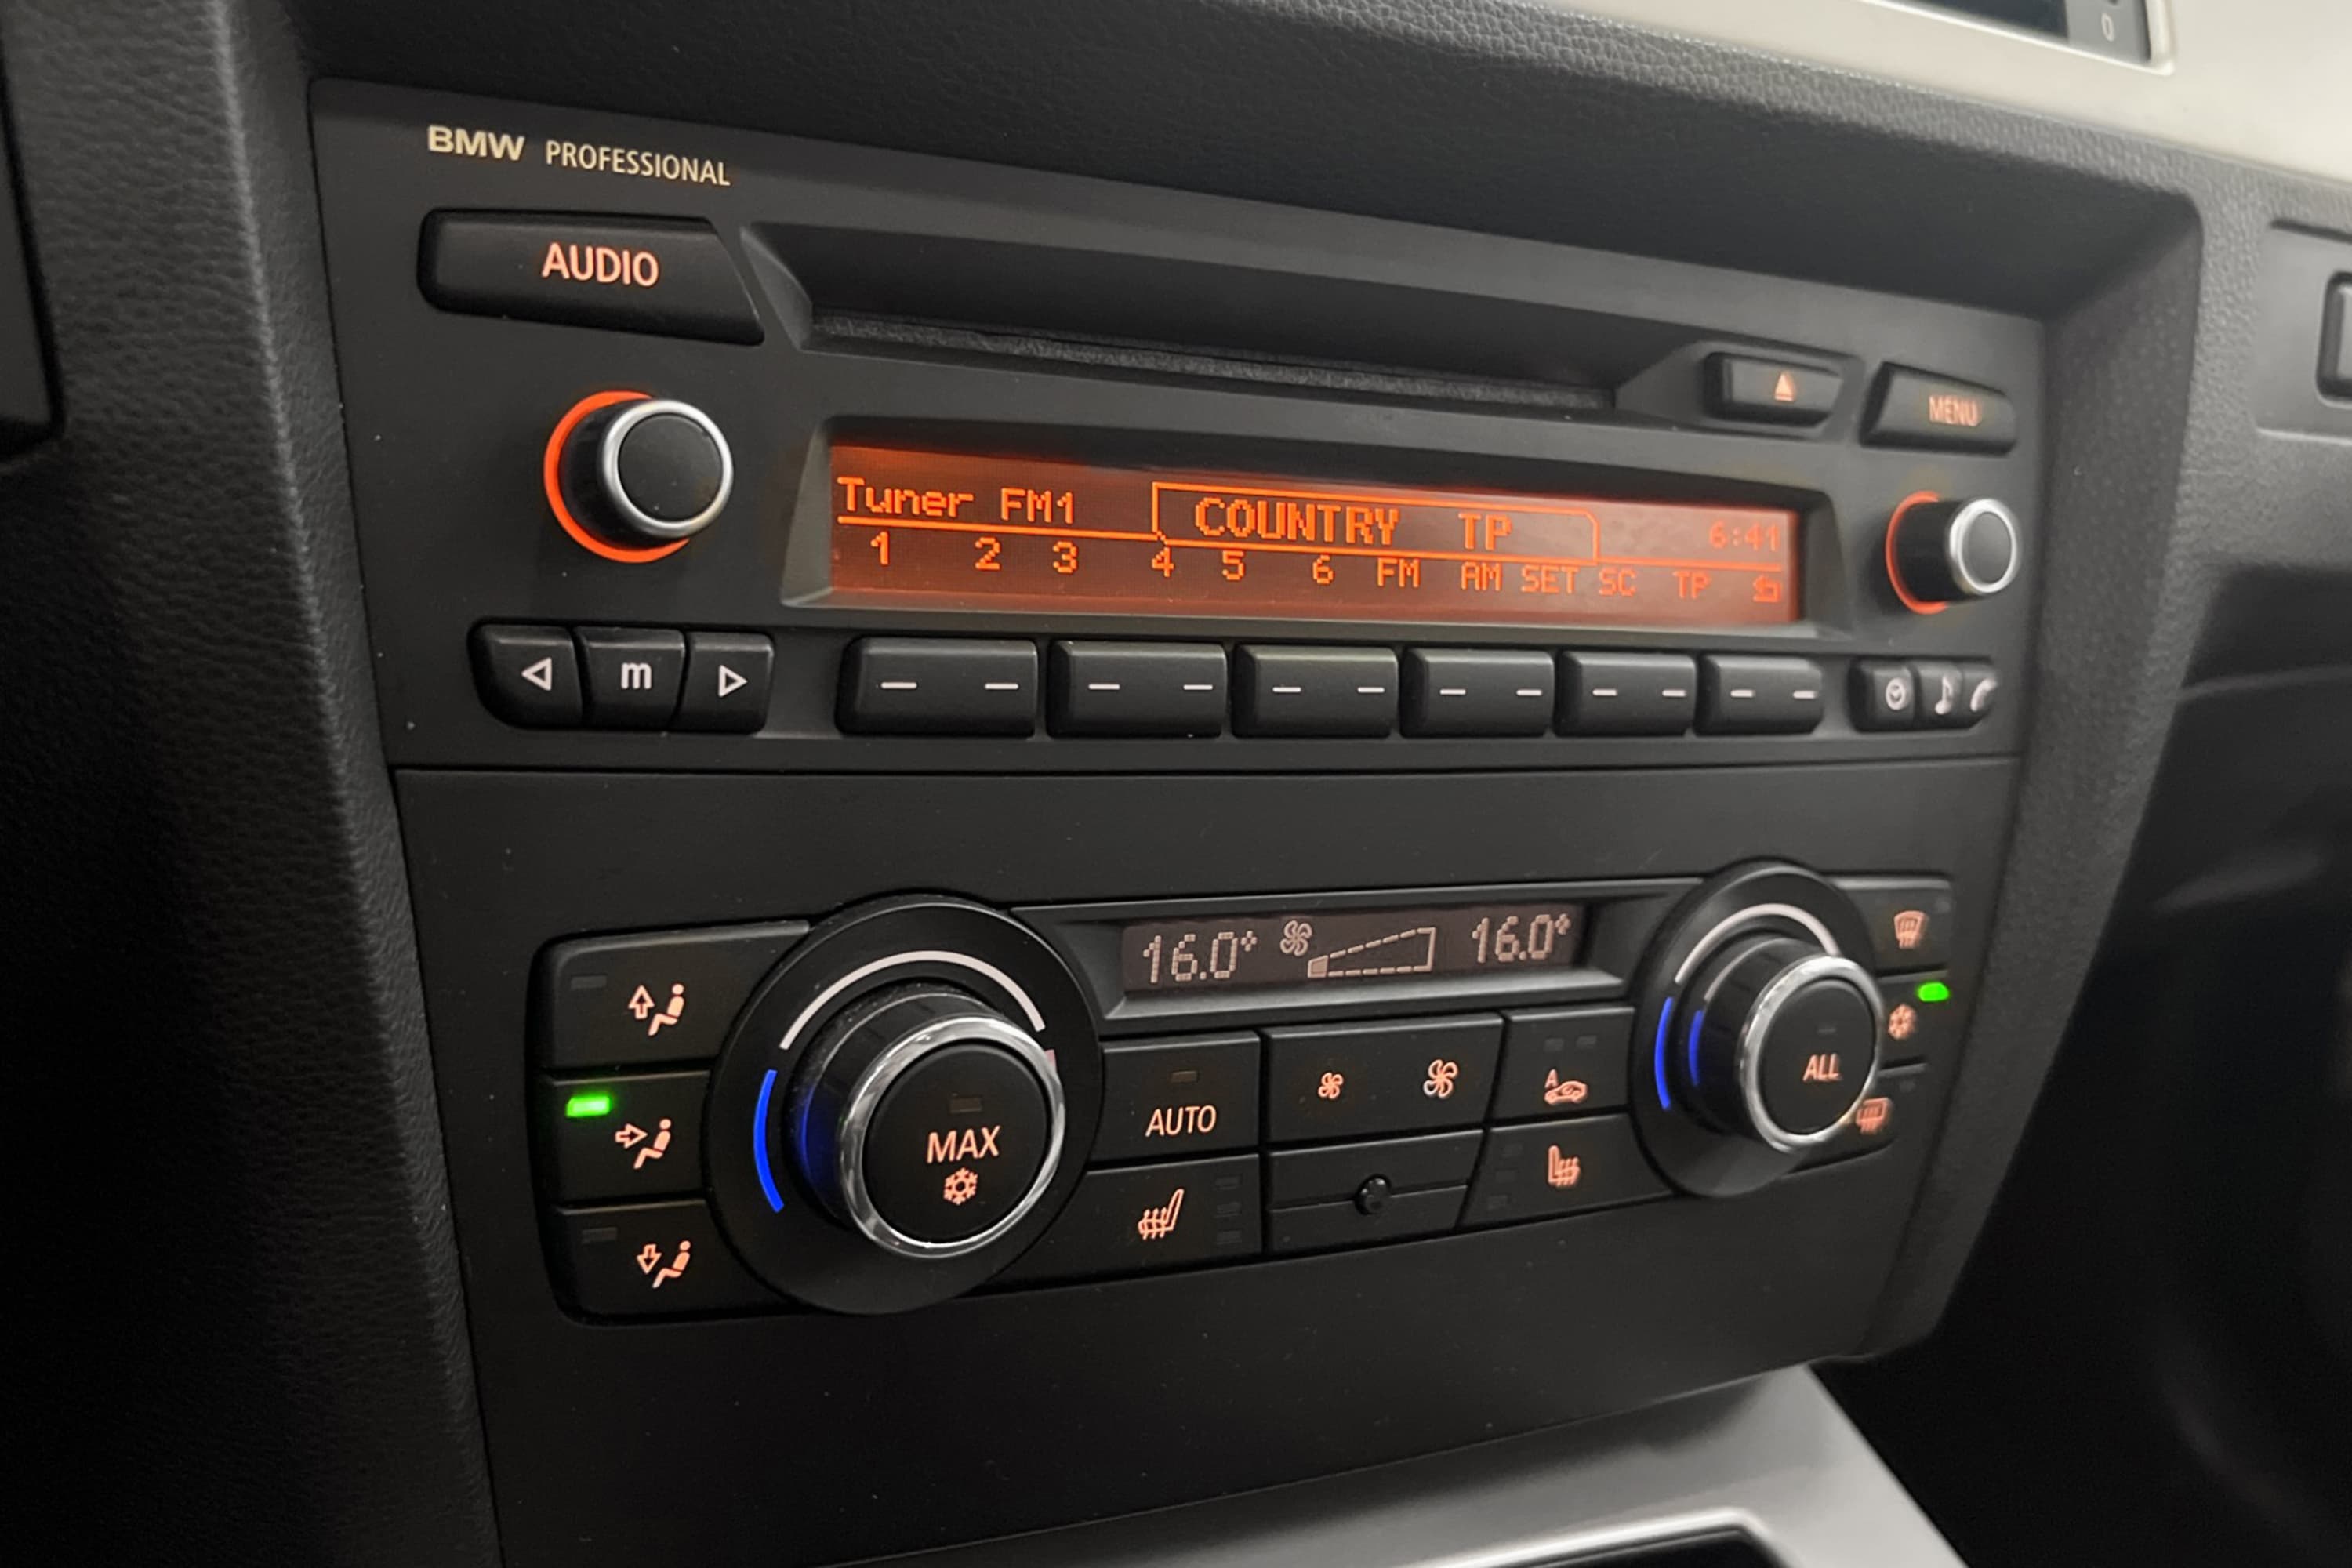 BMW PROFESSIONAL
AUDIO
MENU
Tuner FM1 COUNTRY TP 6:41
1 2 3 4 5 6 FM AM SET SC TP
m
16.0° 16.0°
MAX
AUTO
A
ALL
0